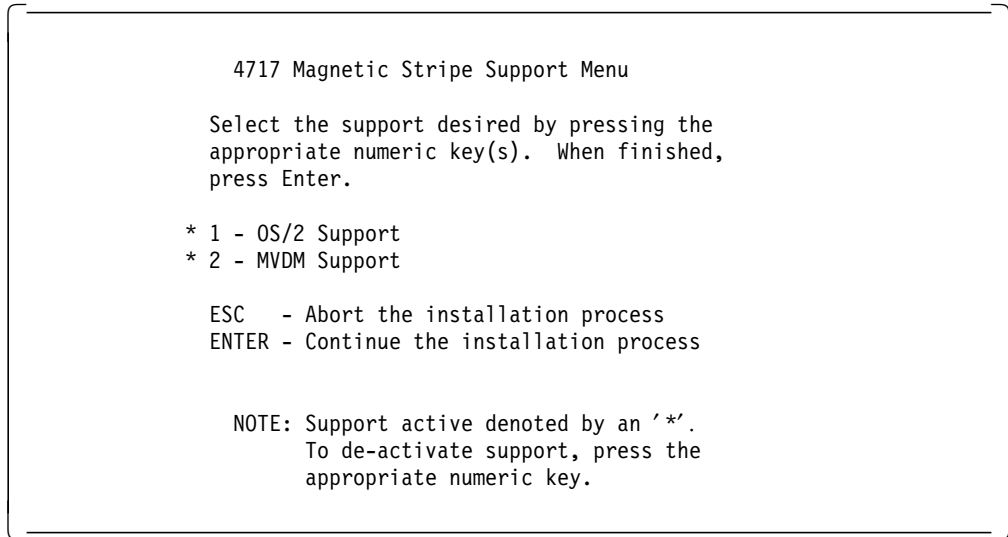 4717 Magnetic Stripe Support Menu
Select the support desired by pressing the
appropriate numeric key(s).  When finished,
press Enter.
* 1 - OS/2 Support
* 2 - MVDM Support
ESC   - Abort the installation process
ENTER - Continue the installation process
NOTE: Support active denoted by an ′*′.
To de-activate support, press the
appropriate numeric key.